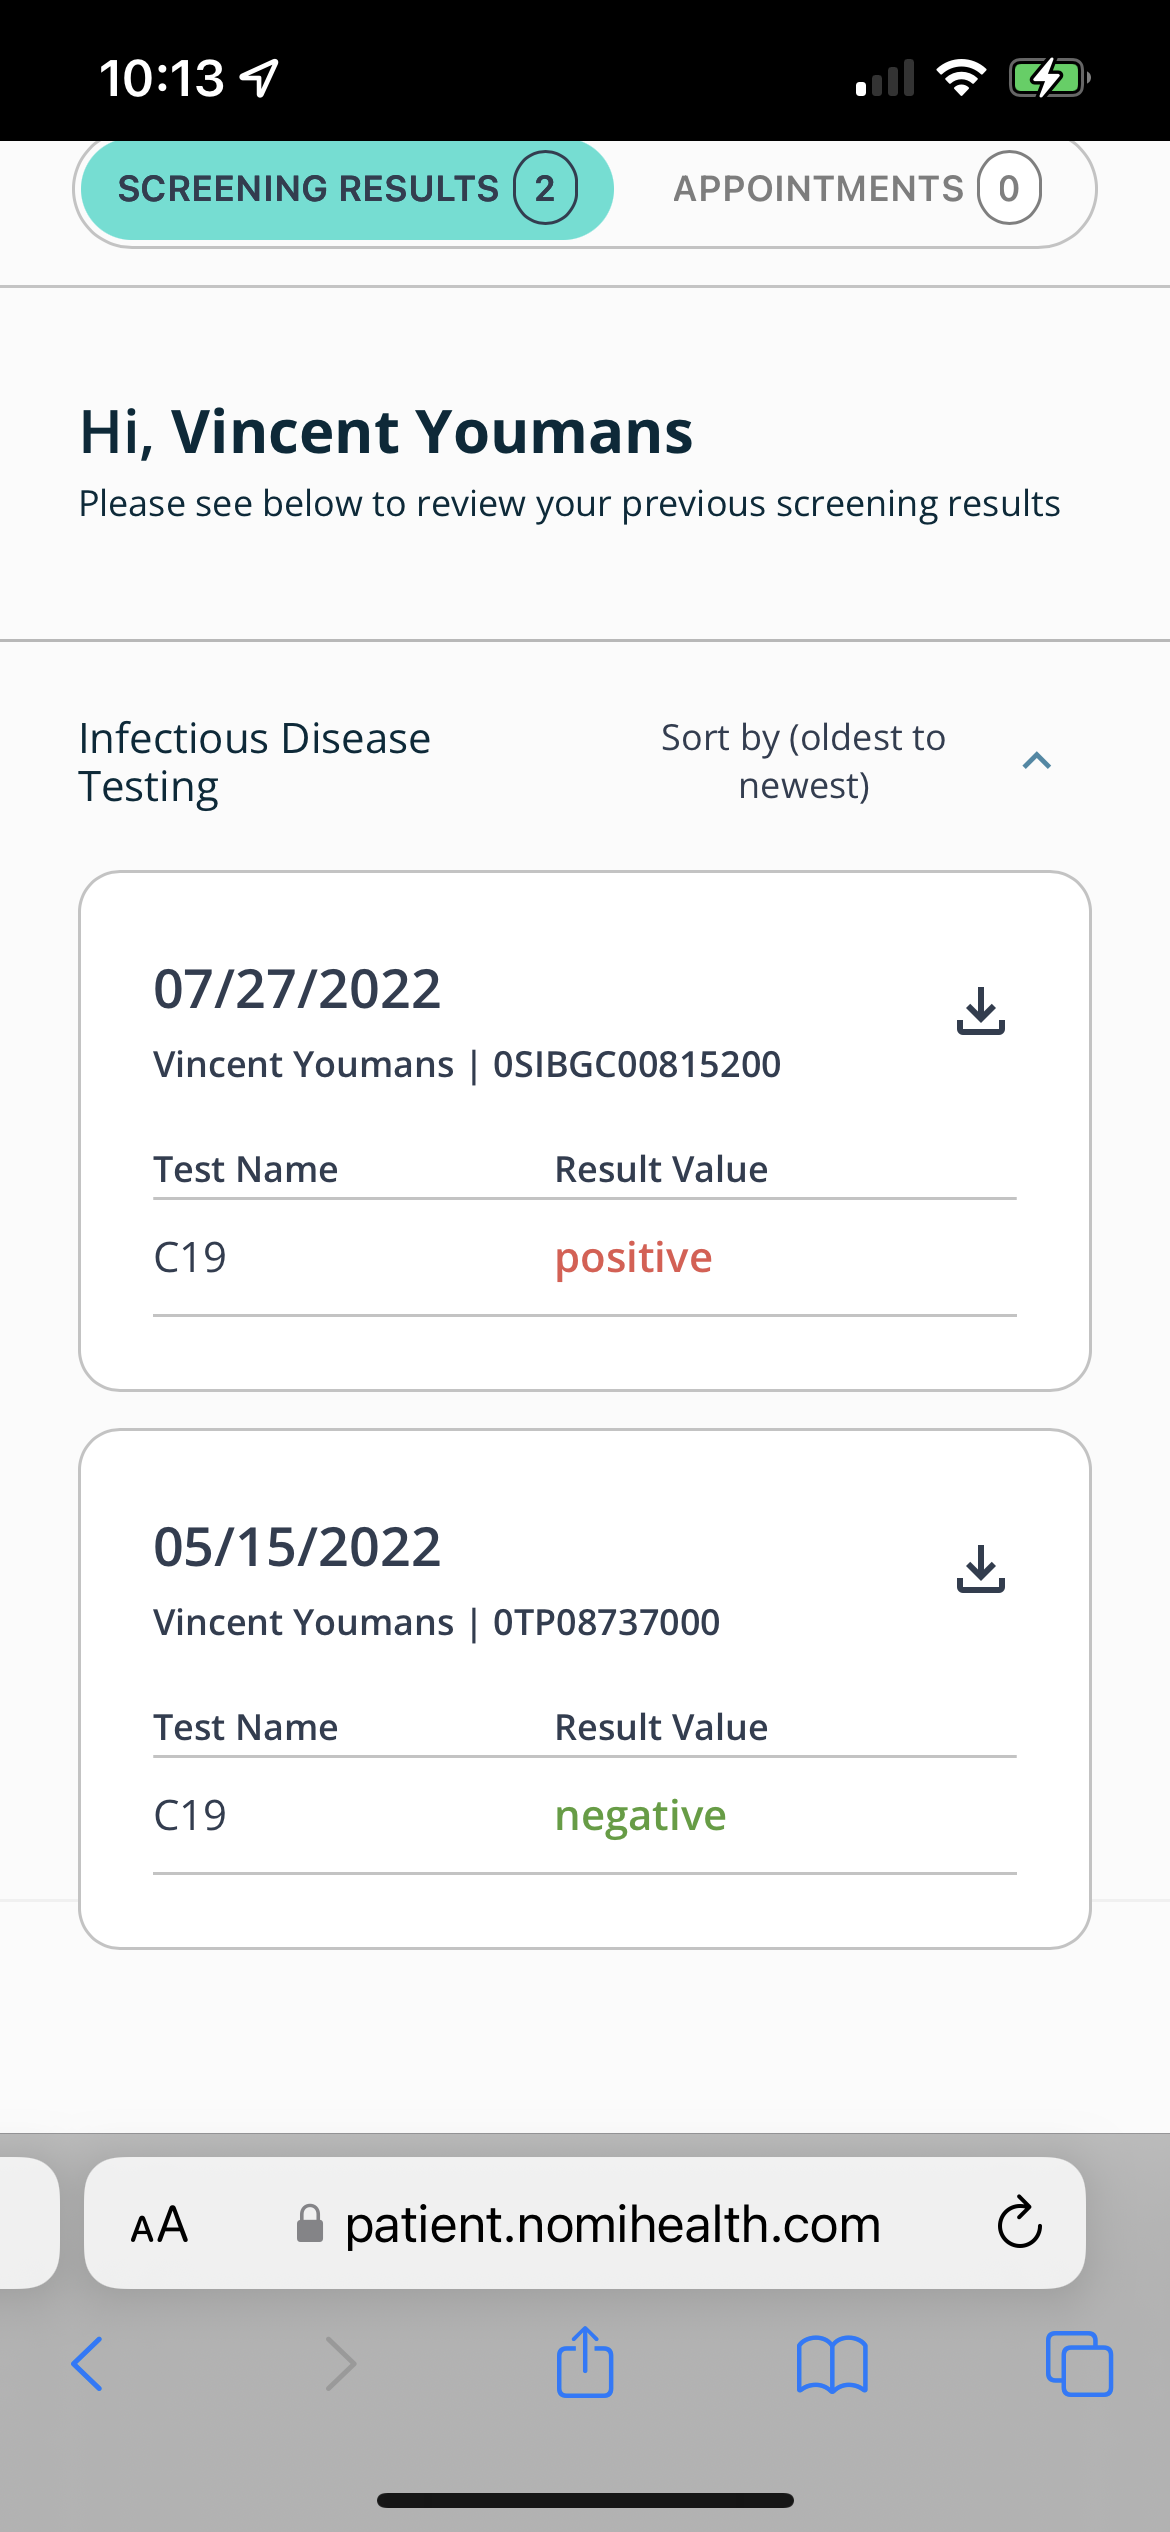 10:13
SCREENING RESULTS 2 APPOINTMENTS 0
Hi, Vincent Youmans
Please see below to review your previous screening results
Infectious Disease
Testing
Sort by (oldest to
newest)
07/27/2022
Vincent Youmans | 0SIBGC00815200
Test Name Result Value
C19 positive
05/15/2022
Vincent Youmans | 0TP08737000
Test Name Result Value
C19 negative
AA patient.nomihealth.com